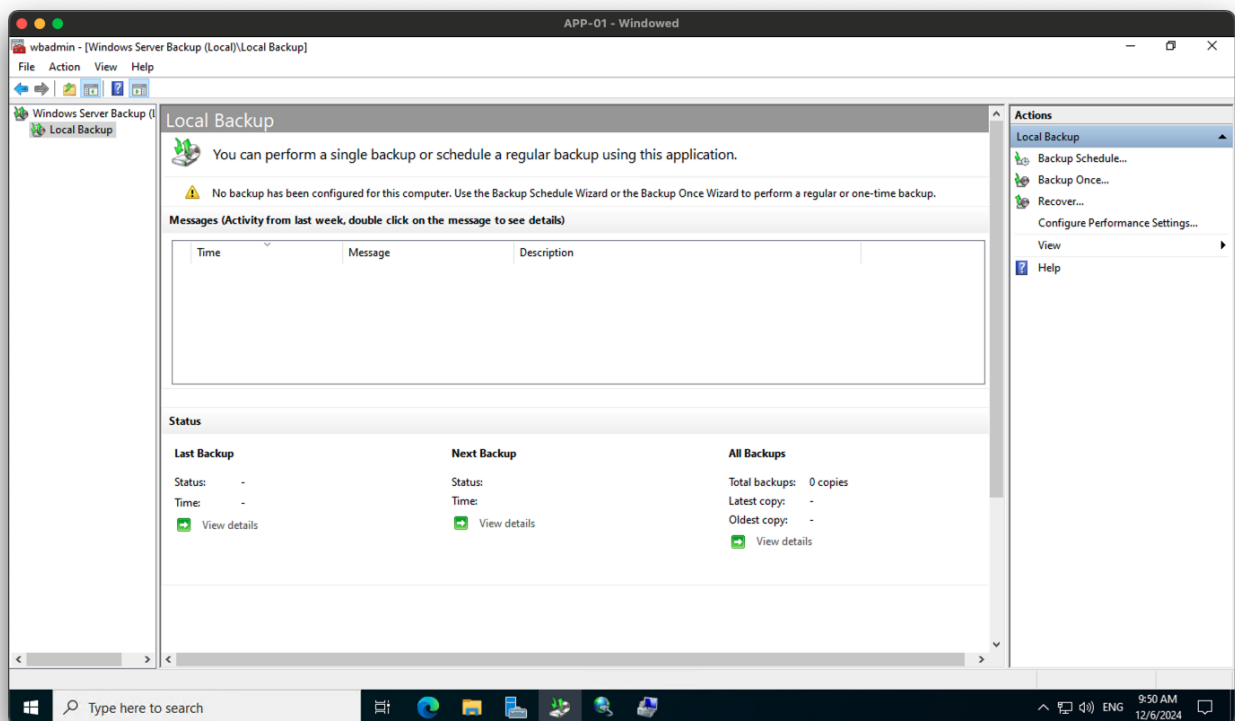 APP-01 - Windowed
wbadmin - [Windows Server Backup (Local)\Local Backup]
File Action View Help
Windows Server Backup (l
Local Backup
Local Backup
You can perform a single backup or schedule a regular backup using this application.
No backup has been configured for this computer. Use the Backup Schedule Wizard or the Backup Once Wizard to perform a regular or one-time backup.
Messages (Activity from last week, double click on the message to see details)
Time Message Description
Status
Last Backup
Status: -
Time: -
View details
Next Backup
Status:
Time:
View details
All Backups
Total backups: 0 copies
Latest copy: -
Oldest copy: -
View details
Actions
Local Backup
Backup Schedule...
Backup Once...
Recover...
Configure Performance Settings...
View
Help
Type here to search
ENG
9:50 AM
12/6/2024